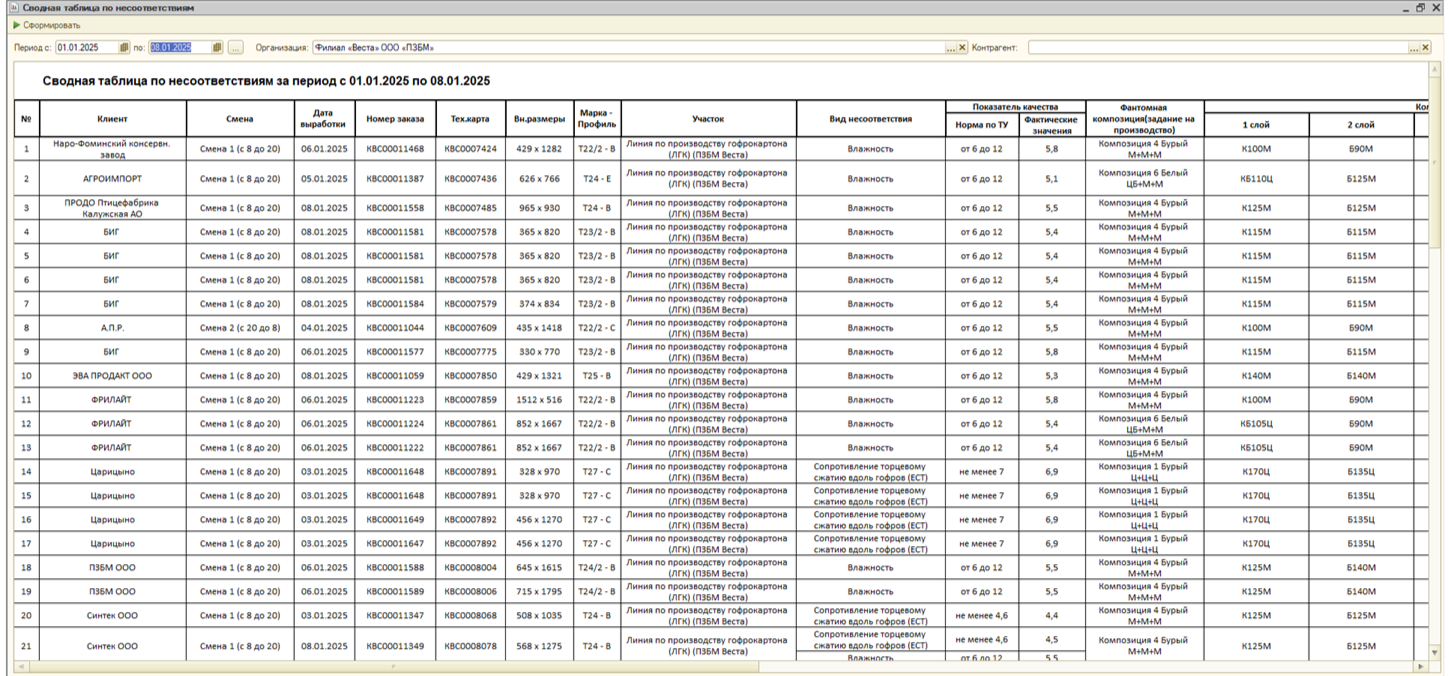 Сводная таблица по несоответствиям
Сформировать
Период с: 01.01.2025 по: 08.01.2025 ... Организация: Филиал «Веста» ООО «ПЗБМ» ... Контрагент: ...
Сводная таблица по несоответствиям за период с 01.01.2025 по 08.01.2025
№ Клиент Смена Дата выработки Номер заказа Тех.карта Вн.размеры Марка - Профиль Участок Вид несоответствия Показатель качества Норма по ТУ Фактические значения Фантомная композиция(задание на производство) Кол 1 слой 2 слой
1 Наро-Фоминский консервн. завод Смена 1 (с 8 до 20) 06.01.2025 КВС00011468 КВС0007424 429 x 1282 Т22/2 - B Линия по производству гофрокартона (ЛГК) (ПЗБМ Веста) Влажность от 6 до 12 5,8 Композиция 4 Бурый М+М+М К100М Б90М
2 АГРОИМПОРТ Смена 1 (с 8 до 20) 05.01.2025 КВС00011387 КВС0007436 626 x 766 Т24 - E Линия по производству гофрокартона (ЛГК) (ПЗБМ Веста) Влажность от 6 до 12 5,1 Композиция 6 Белый ЦБ+М+М КБ110Ц Б125М
3 ПРОДО Птицефабрика Калужская АО Смена 1 (с 8 до 20) 08.01.2025 КВС00011558 КВС0007485 965 x 930 Т24 - B Линия по производству гофрокартона (ЛГК) (ПЗБМ Веста) Влажность от 6 до 12 5,5 Композиция 4 Бурый М+М+М К125М Б125М
4 БИГ Смена 1 (с 8 до 20) 08.01.2025 КВС00011581 КВС0007578 365 x 820 Т23/2 - B Линия по производству гофрокартона (ЛГК) (ПЗБМ Веста) Влажность от 6 до 12 5,4 Композиция 4 Бурый М+М+М К115М Б115М
5 БИГ Смена 1 (с 8 до 20) 08.01.2025 КВС00011581 КВС0007578 365 x 820 Т23/2 - B Линия по производству гофрокартона (ЛГК) (ПЗБМ Веста) Влажность от 6 до 12 5,4 Композиция 4 Бурый М+М+М К115М Б115М
6 БИГ Смена 1 (с 8 до 20) 08.01.2025 КВС00011581 КВС0007578 365 x 820 Т23/2 - B Линия по производству гофрокартона (ЛГК) (ПЗБМ Веста) Влажность от 6 до 12 5,4 Композиция 4 Бурый М+М+М К115М Б115М
7 БИГ Смена 1 (с 8 до 20) 08.01.2025 КВС00011584 КВС0007579 374 x 834 Т23/2 - B Линия по производству гофрокартона (ЛГК) (ПЗБМ Веста) Влажность от 6 до 12 5,4 Композиция 4 Бурый М+М+М К115М Б115М
8 А.П.Р. Смена 2 (с 20 до 8) 04.01.2025 КВС00011044 КВС0007609 435 x 1418 Т22/2 - C Линия по производству гофрокартона (ЛГК) (ПЗБМ Веста) Влажность от 6 до 12 5,5 Композиция 4 Бурый М+М+М К100М Б90М
9 БИГ Смена 1 (с 8 до 20) 06.01.2025 КВС00011577 КВС0007775 330 x 770 Т23/2 - B Линия по производству гофрокартона (ЛГК) (ПЗБМ Веста) Влажность от 6 до 12 5,8 Композиция 4 Бурый М+М+М К115М Б115М
10 ЭВА ПРОДАКТ ООО Смена 1 (с 8 до 20) 08.01.2025 КВС00011059 КВС0007850 429 x 1321 Т25 - B Линия по производству гофрокартона (ЛГК) (ПЗБМ Веста) Влажность от 6 до 12 5,3 Композиция 4 Бурый М+М+М К140М Б140М
11 ФРИЛАЙТ Смена 1 (с 8 до 20) 06.01.2025 КВС00011223 КВС0007859 1512 x 516 Т22/2 - B Линия по производству гофрокартона (ЛГК) (ПЗБМ Веста) Влажность от 6 до 12 5,8 Композиция 4 Бурый М+М+М К100М Б90М
12 ФРИЛАЙТ Смена 1 (с 8 до 20) 06.01.2025 КВС00011224 КВС0007861 852 x 1667 Т22/2 - B Линия по производству гофрокартона (ЛГК) (ПЗБМ Веста) Влажность от 6 до 12 5,4 Композиция 6 Белый ЦБ+М+М КБ105Ц Б90М
13 ФРИЛАЙТ Смена 1 (с 8 до 20) 06.01.2025 КВС00011222 КВС0007861 852 x 1667 Т22/2 - B Линия по производству гофрокартона (ЛГК) (ПЗБМ Веста) Влажность от 6 до 12 5,4 Композиция 6 Белый ЦБ+М+М КБ105Ц Б90М
14 Царицыно Смена 1 (с 8 до 20) 03.01.2025 КВС00011648 КВС0007891 328 x 970 Т27 - C Линия по производству гофрокартона (ЛГК) (ПЗБМ Веста) Сопротивление торцевому сжатию вдоль гофров (ECT) не менее 7 6,9 Композиция 1 Бурый Ц+Ц+Ц К170Ц Б135Ц
15 Царицыно Смена 1 (с 8 до 20) 03.01.2025 КВС00011648 КВС0007891 328 x 970 Т27 - C Линия по производству гофрокартона (ЛГК) (ПЗБМ Веста) Сопротивление торцевому сжатию вдоль гофров (ECT) не менее 7 6,9 Композиция 1 Бурый Ц+Ц+Ц К170Ц Б135Ц
16 Царицыно Смена 1 (с 8 до 20) 03.01.2025 КВС00011649 КВС0007892 456 x 1270 Т27 - C Линия по производству гофрокартона (ЛГК) (ПЗБМ Веста) Сопротивление торцевому сжатию вдоль гофров (ECT) не менее 7 6,9 Композиция 1 Бурый Ц+Ц+Ц К170Ц Б135Ц
17 Царицыно Смена 1 (с 8 до 20) 03.01.2025 КВС00011647 КВС0007892 456 x 1270 Т27 - C Линия по производству гофрокартона (ЛГК) (ПЗБМ Веста) Сопротивление торцевому сжатию вдоль гофров (ECT) не менее 7 6,9 Композиция 1 Бурый Ц+Ц+Ц К170Ц Б135Ц
18 ПЗБМ ООО Смена 1 (с 8 до 20) 06.01.2025 КВС00011588 КВС0008004 645 x 1615 Т24/2 - B Линия по производству гофрокартона (ЛГК) (ПЗБМ Веста) Влажность от 6 до 12 5,5 Композиция 4 Бурый М+М+М К125М Б140М
19 ПЗБМ ООО Смена 1 (с 8 до 20) 06.01.2025 КВС00011589 КВС0008006 715 x 1795 Т24/2 - B Линия по производству гофрокартона (ЛГК) (ПЗБМ Веста) Влажность от 6 до 12 5,5 Композиция 4 Бурый М+М+М К125М Б140М
20 Синтек ООО Смена 1 (с 8 до 20) 03.01.2025 КВС00011347 КВС0008068 508 x 1035 Т24 - B Линия по производству гофрокартона (ЛГК) (ПЗБМ Веста) Сопротивление торцевому сжатию вдоль гофров (ECT) не менее 4,6 4,4 Композиция 4 Бурый М+М+М К125М Б125М
21 Синтек ООО Смена 1 (с 8 до 20) 08.01.2025 КВС00011349 КВС0008078 568 x 1275 Т24 - B Линия по производству гофрокартона (ЛГК) (ПЗБМ Веста) Сопротивление торцевому сжатию вдоль гофров (ECT) не менее 4,6 4,5 Композиция 4 Бурый М+М+М К125М Б125М
Влажность от 6 до 12 5,5